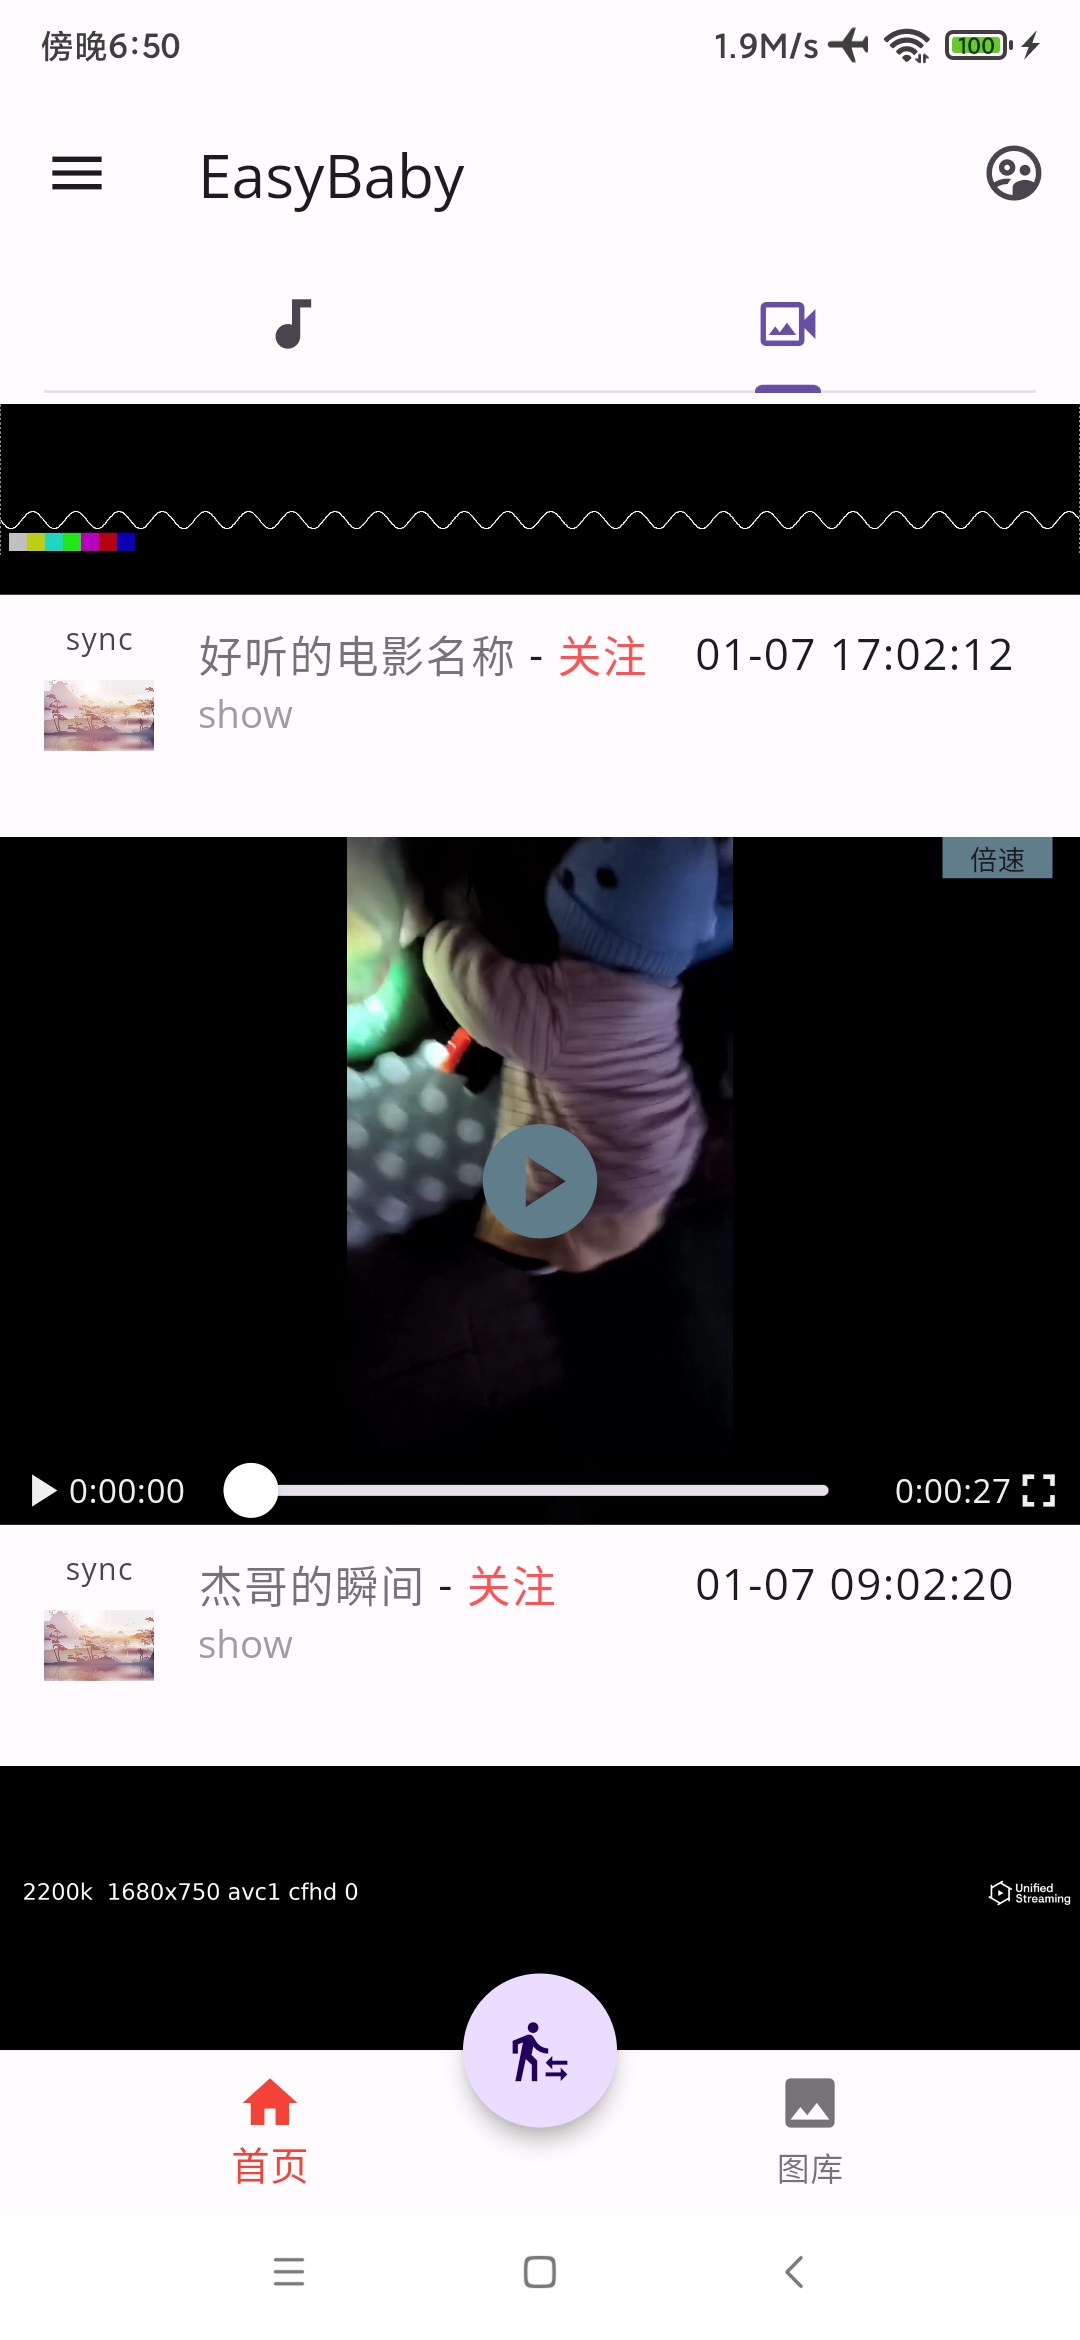 傍晚6:50
1.9M/s
100
EasyBaby
sync
好听的电影名称 - 关注
01-07 17:02:12
show
倍速
0:00:00
0:00:27
sync
杰哥的瞬间 - 关注
01-07 09:02:20
show
2200k 1680x750 avc1 cfhd 0
Unified
Streaming
首页
图库